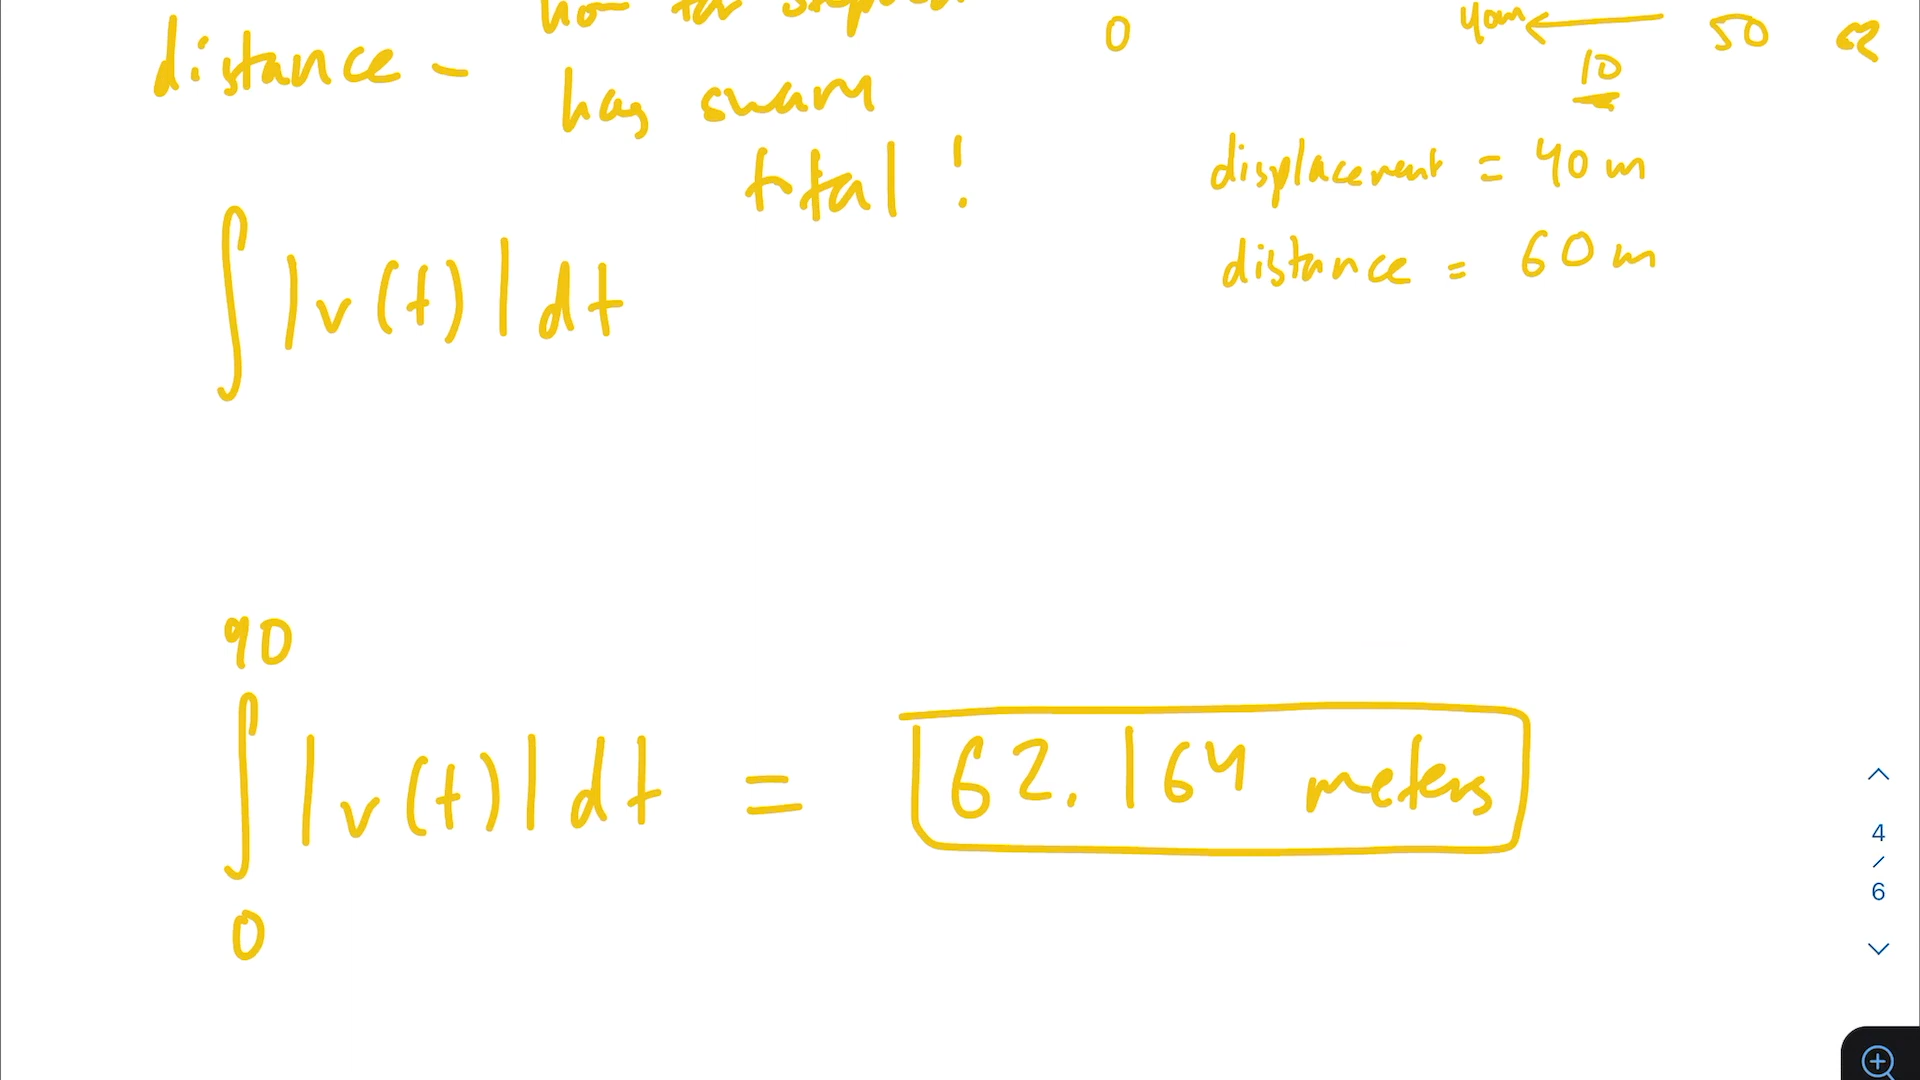 how far stephen
distance -
has swam
total !
∫ |v(t)| dt
0
40m
50
10
displacement = 40 m
distance = 60 m
90
∫ |v(t)| dt = 62.164 meters
0
4
/
6